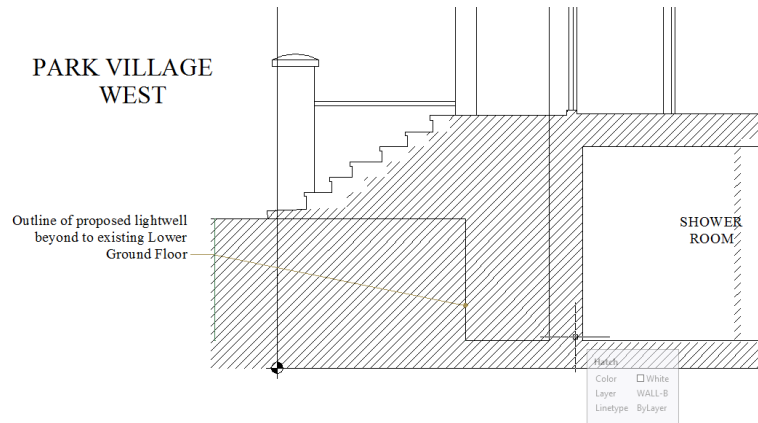 PARK VILLAGE
WEST
Outline of proposed lightwell
beyond to existing Lower
Ground Floor
SHOWER
ROOM
Hatch
Color White
Layer WALL-B
Linetype ByLayer